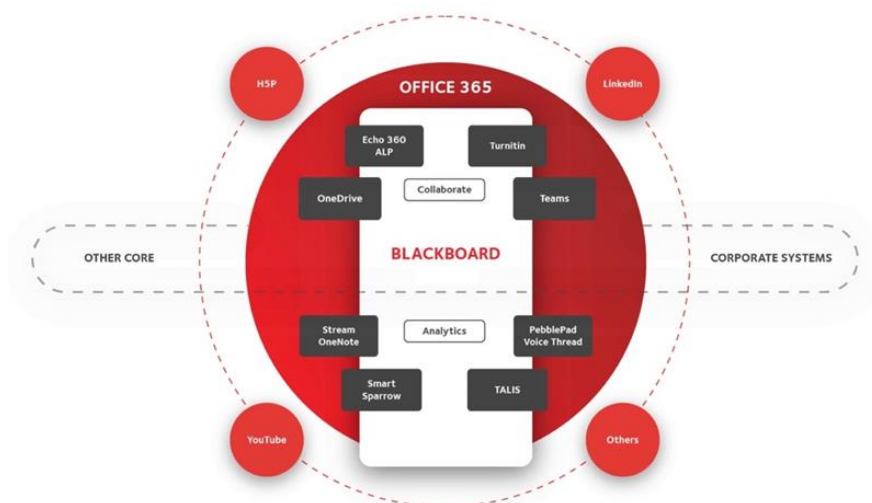 H5P
OFFICE 365
LinkedIn
Echo 360
ALP
Turnitin
OneDrive
Collaborate
Teams
OTHER CORE
BLACKBOARD
CORPORATE SYSTEMS
Stream
OneNote
Analytics
PebblePad
Voice Thread
Smart
Sparrow
TALIS
YouTube
Others